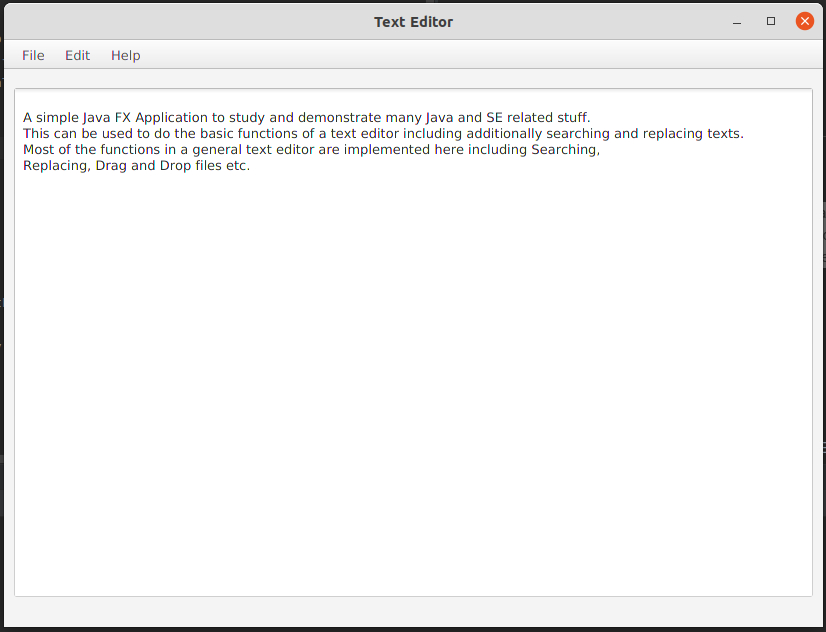 Text Editor
File Edit Help
A simple Java FX Application to study and demonstrate many Java and SE related stuff.
This can be used to do the basic functions of a text editor including additionally searching and replacing texts.
Most of the functions in a general text editor are implemented here including Searching,
Replacing, Drag and Drop files etc.